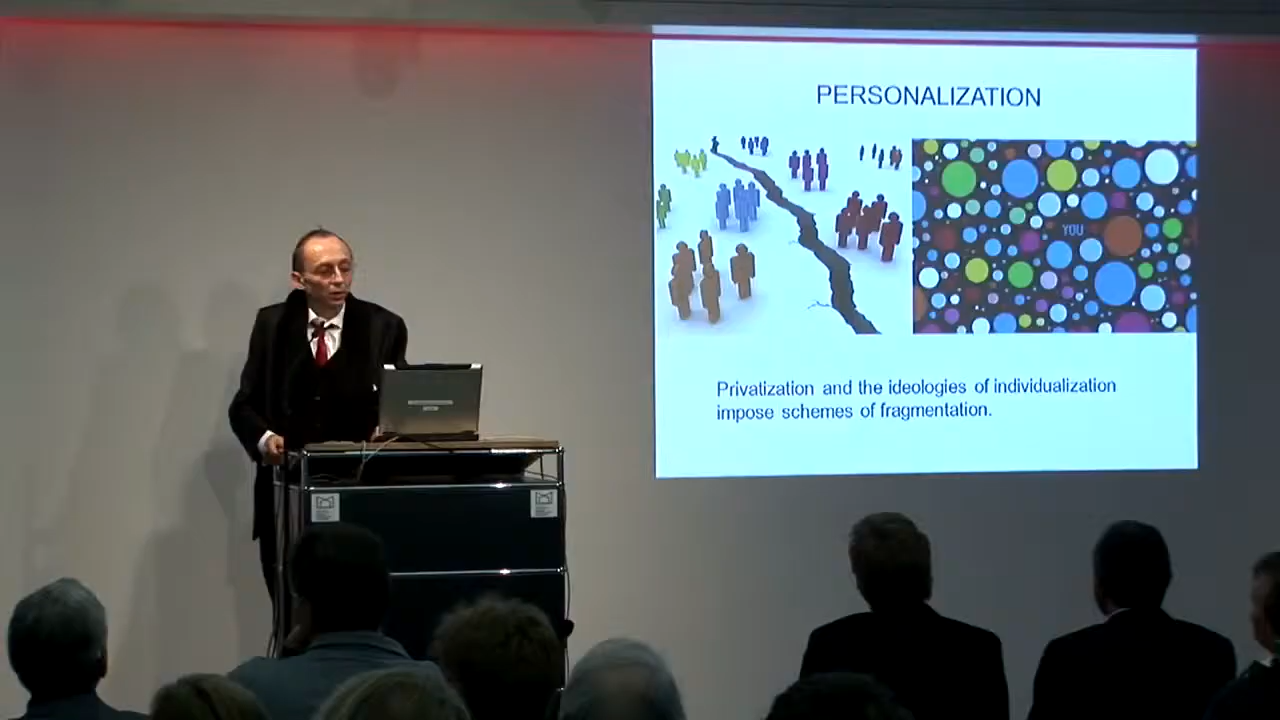 PERSONALIZATION
YOU
Privatization and the ideologies of individualization
impose schemes of fragmentation.